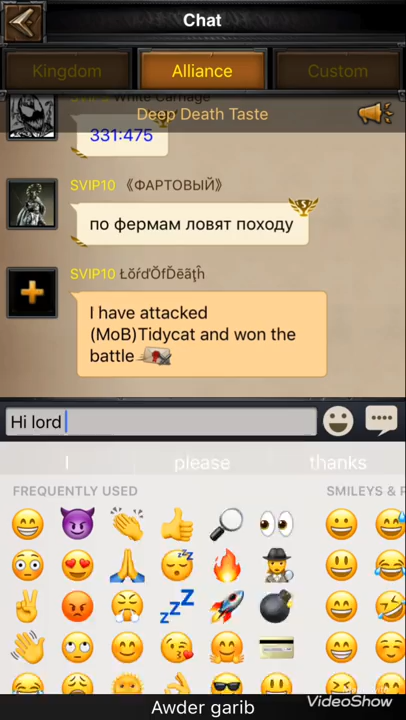 Chat
Kingdom
Alliance
Custom
Deep Death Taste
331:475
SVIP10 《ФАРТОВЫЙ》
по фермам ловят походу
SVIP10 ŁŏŕďŎfĎēāţĥ
I have attacked
(MoB)Tidycat and won the
battle
Hi lord
I
please
thanks
FREQUENTLY USED
SMILEYS & P
Awder garib
VideoShow